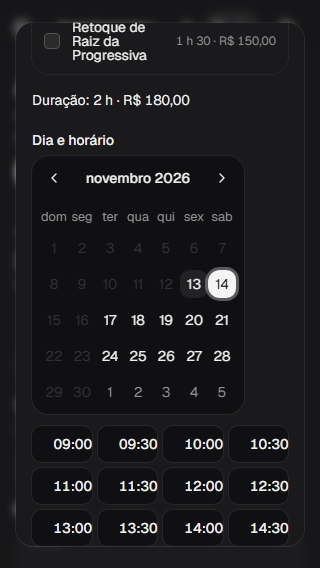 Retoque de
Raiz da
Progressiva
1 h 30 · R$ 150,00
Duração: 2 h · R$ 180,00
Dia e horário
novembro 2026
dom seg ter qua qui sex sab
1 2 3 4 5 6 7
8 9 10 11 12 13 14
15 16 17 18 19 20 21
22 23 24 25 26 27 28
29 30 1 2 3 4 5
09:00 09:30 10:00 10:30
11:00 11:30 12:00 12:30
13:00 13:30 14:00 14:30